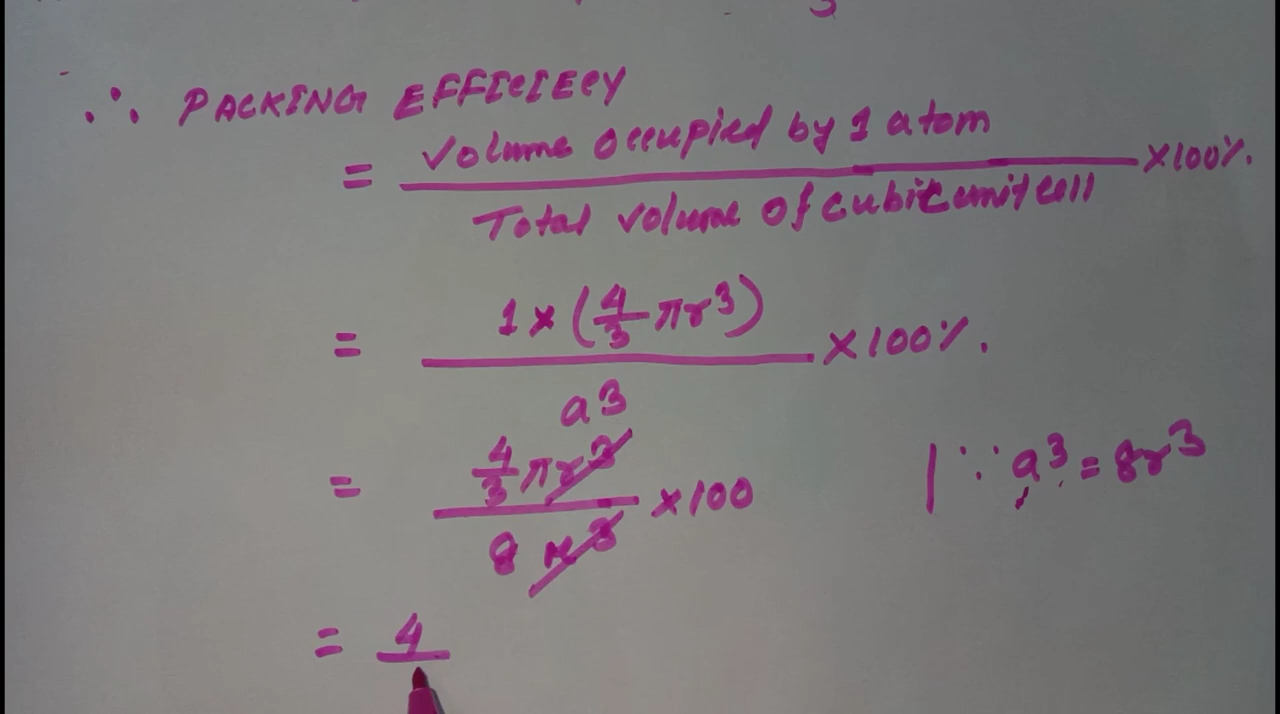 3
∴ PACKING EFFICIEcY
= Volume occupied by 1 atom / Total volume of cubic unit cell ×100%.
= 1 × (4/3 πr³) / a³ ×100%.
= 4/3 πr³ / 8 r³ ×100 | ∵ a³ = 8r³
= 4